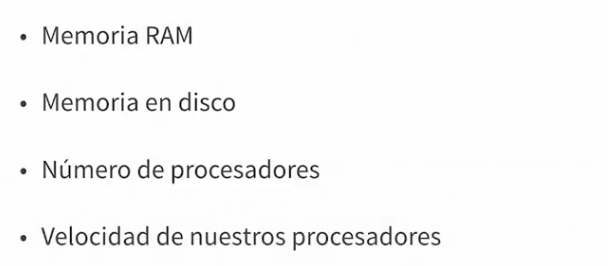 • Memoria RAM
• Memoria en disco
• Número de procesadores
• Velocidad de nuestros procesadores